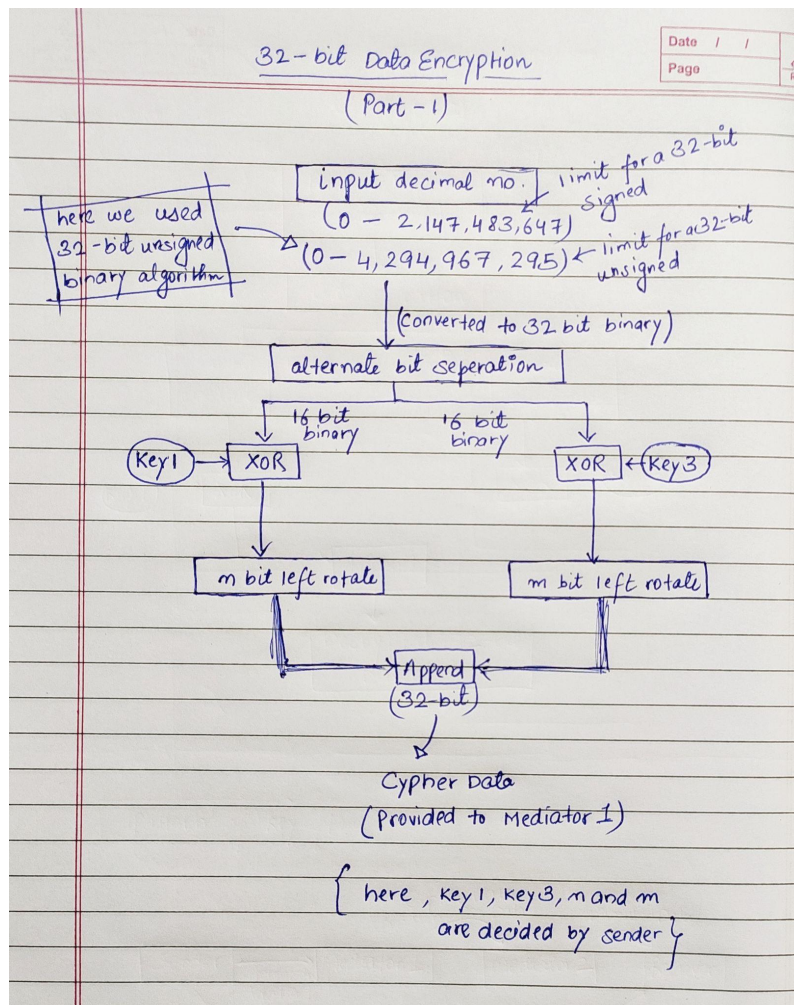 Date / /
Page
32-bit Data Encryption
(Part-1)
input decimal no.
limit for a 32-bit
signed
(0 - 2,147,483,647)
here we used
32-bit unsigned
binary algorithm
(0 - 4,294,967,295)
limit for a 32-bit
unsigned
(Converted to 32 bit binary)
alternate bit seperation
16 bit
binary
16 bit
binary
Key1
XOR
XOR
Key3
m bit left rotate
m bit left rotate
Append
(32-bit)
Cypher Data
(Provided to Mediator 1)
{ here, Key1, Key3, n and m
are decided by sender }